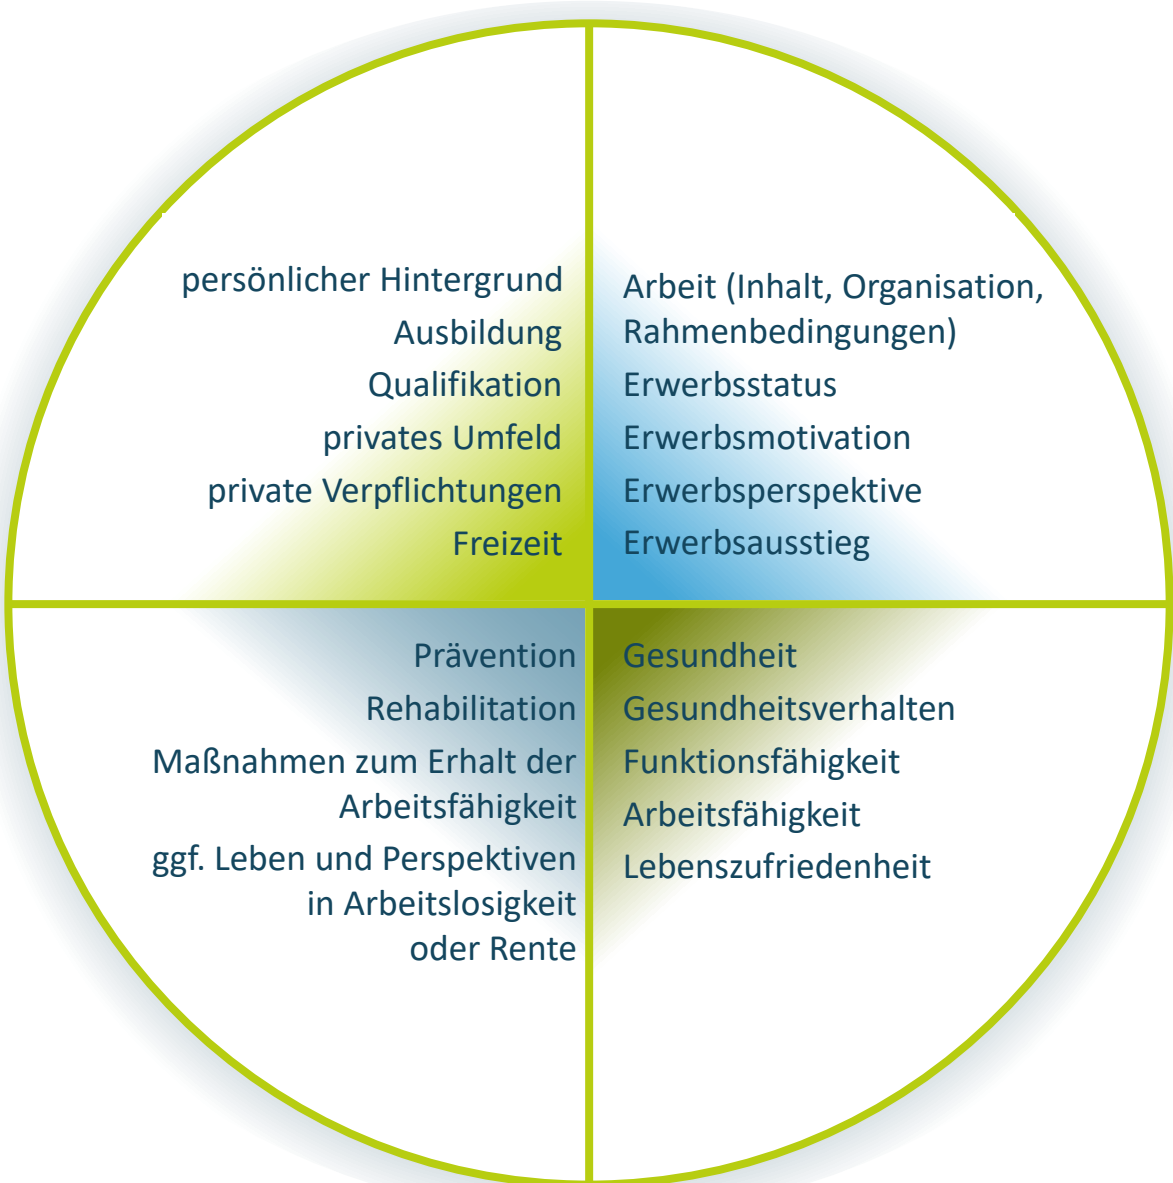 persönlicher Hintergrund
Ausbildung
Qualifikation
privates Umfeld
private Verpflichtungen
Freizeit
Arbeit (Inhalt, Organisation,
Rahmenbedingungen)
Erwerbsstatus
Erwerbsmotivation
Erwerbsperspektive
Erwerbsausstieg
Prävention
Rehabilitation
Maßnahmen zum Erhalt der
Arbeitsfähigkeit
ggf. Leben und Perspektiven
in Arbeitslosigkeit
oder Rente
Gesundheit
Gesundheitsverhalten
Funktionsfähigkeit
Arbeitsfähigkeit
Lebenszufriedenheit